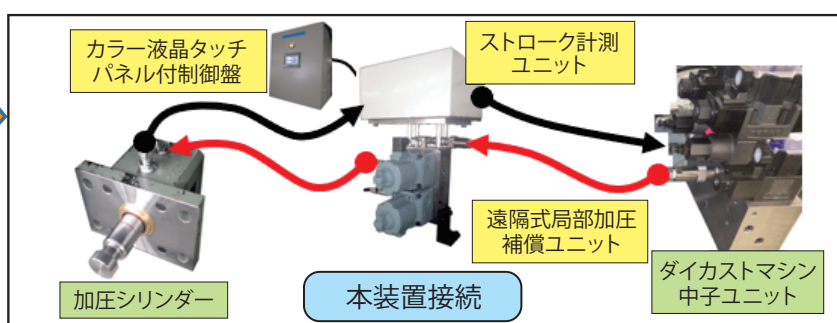 カラー液晶タッチ
パネル付制御盤
ストローク計測
ユニット
遠隔式局部加圧
補償ユニット
加圧シリンダー
本装置接続
ダイカストマシン
中子ユニット